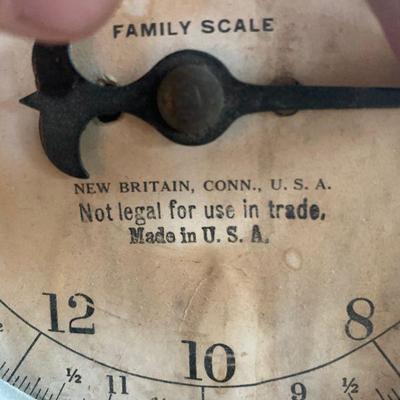 FAMILY SCALE
NEW BRITAIN, CONN., U. S. A.
Not legal for use in trade.
Made in U. S. A.
12 8
10
½ 11 9 ½